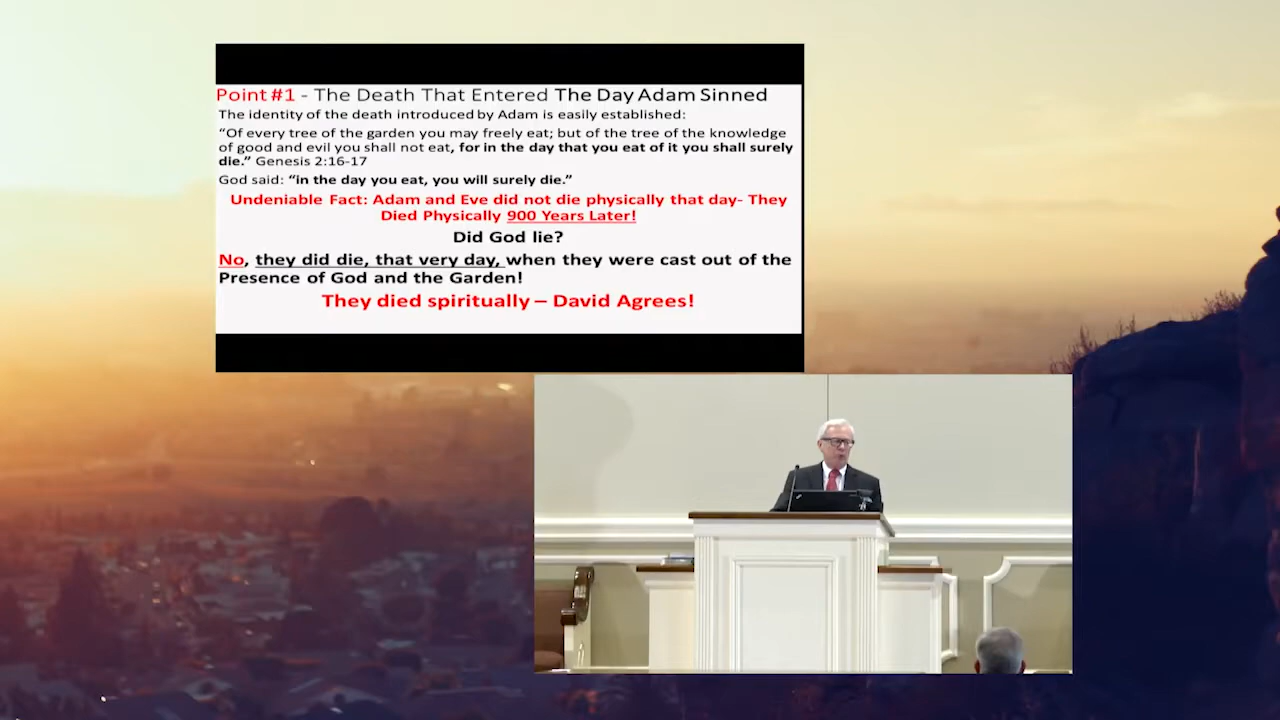 Point #1 - The Death That Entered The Day Adam Sinned
The identity of the death introduced by Adam is easily established:
“Of every tree of the garden you may freely eat; but of the tree of the knowledge
of good and evil you shall not eat, for in the day that you eat of it you shall surely
die.” Genesis 2:16-17
God said: “in the day you eat, you will surely die.”
Undeniable Fact: Adam and Eve did not die physically that day- They
Died Physically 900 Years Later!
Did God lie?
No, they did die, that very day, when they were cast out of the
Presence of God and the Garden!
They died spiritually – David Agrees!